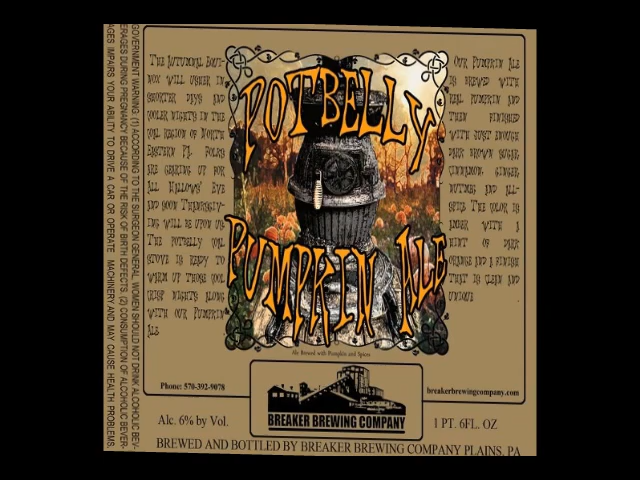 GOVERNMENT WARNING: (1) ACCORDING TO THE SURGEON GENERAL, WOMEN SHOULD NOT DRINK ALCOHOLIC BEV-
ERAGES DURING PREGNANCY BECAUSE OF THE RISK OF BIRTH DEFECTS. (2) CONSUMPTION OF ALCOHOLIC BEVER-
AGES IMPAIRS YOUR ABILITY TO DRIVE A CAR OR OPERATE MACHINERY AND MAY CAUSE HEALTH PROBLEMS.
The Autumnal Equi-
nox will usher in
shorter days and
cooler nights in the
coal region of North
Eastern PA. Folks
are gearing up for
All Hallows' Eve
and soon Thanksgiv-
ing will be upon us.
The potbelly coal
stove is ready to
warm up those cool
crisp nights along
with our Pumpkin
Ale.
POTBELLY
PUMPKIN ALE
Ale Brewed with Pumpkin and Spices
Our Pumpkin Ale
is brewed with
real pumpkin and
then finished
with just enough
dark brown sugar,
cinnamon, ginger
nutmeg and all-
spice. The color is
amber with a
hint of dark
orange and a finish
that is clean and
unique.
Phone: 570-392-9078
breakerbrewingcompany.com
BREAKER BREWING COMPANY
Alc. 6% by Vol.
1 PT. 6FL. OZ
BREWED AND BOTTLED BY BREAKER BREWING COMPANY PLAINS, PA